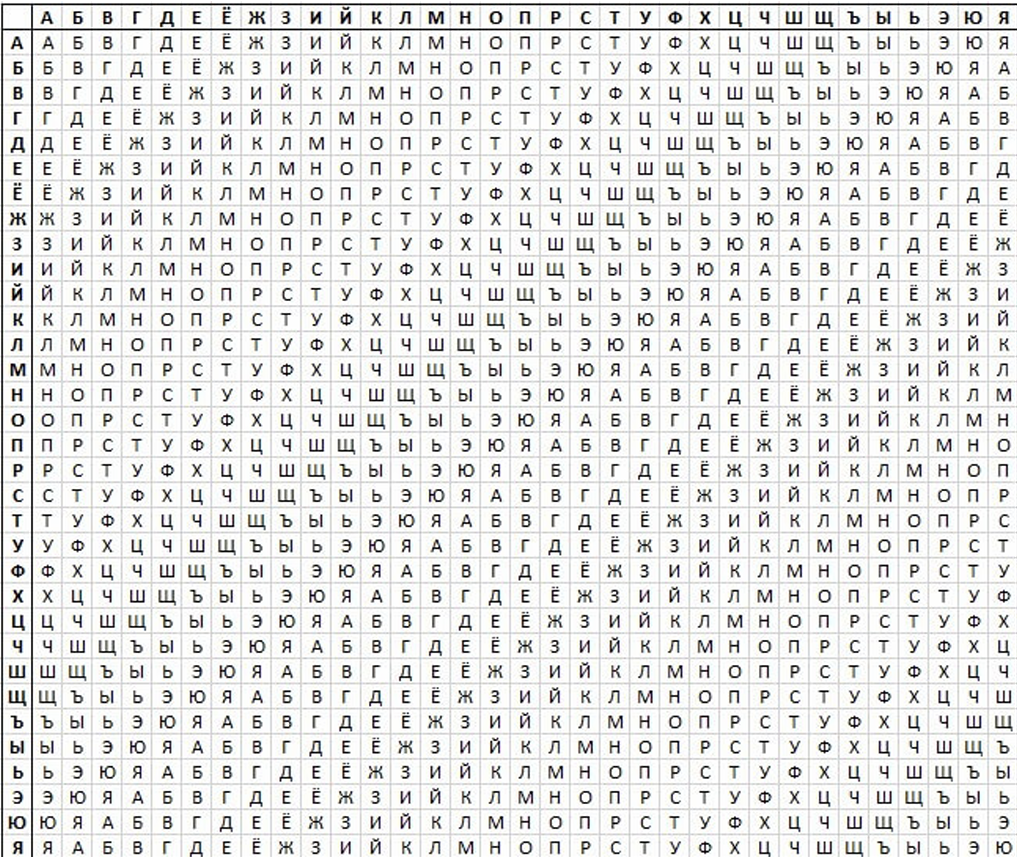 А Б В Г Д Е Ё Ж З И Й К Л М Н О П Р С Т У Ф Х Ц Ч Ш Щ Ъ Ы Ь Э Ю Я
А А Б В Г Д Е Ё Ж З И Й К Л М Н О П Р С Т У Ф Х Ц Ч Ш Щ Ъ Ы Ь Э Ю Я
Б Б В Г Д Е Ё Ж З И Й К Л М Н О П Р С Т У Ф Х Ц Ч Ш Щ Ъ Ы Ь Э Ю Я А
В В Г Д Е Ё Ж З И Й К Л М Н О П Р С Т У Ф Х Ц Ч Ш Щ Ъ Ы Ь Э Ю Я А Б
Г Г Д Е Ё Ж З И Й К Л М Н О П Р С Т У Ф Х Ц Ч Ш Щ Ъ Ы Ь Э Ю Я А Б В
Д Д Е Ё Ж З И Й К Л М Н О П Р С Т У Ф Х Ц Ч Ш Щ Ъ Ы Ь Э Ю Я А Б В Г
Е Е Ё Ж З И Й К Л М Н О П Р С Т У Ф Х Ц Ч Ш Щ Ъ Ы Ь Э Ю Я А Б В Г Д
Ё Ё Ж З И Й К Л М Н О П Р С Т У Ф Х Ц Ч Ш Щ Ъ Ы Ь Э Ю Я А Б В Г Д Е
Ж Ж З И Й К Л М Н О П Р С Т У Ф Х Ц Ч Ш Щ Ъ Ы Ь Э Ю Я А Б В Г Д Е Ё
З З И Й К Л М Н О П Р С Т У Ф Х Ц Ч Ш Щ Ъ Ы Ь Э Ю Я А Б В Г Д Е Ё Ж
И И Й К Л М Н О П Р С Т У Ф Х Ц Ч Ш Щ Ъ Ы Ь Э Ю Я А Б В Г Д Е Ё Ж З
Й Й К Л М Н О П Р С Т У Ф Х Ц Ч Ш Щ Ъ Ы Ь Э Ю Я А Б В Г Д Е Ё Ж З И
К К Л М Н О П Р С Т У Ф Х Ц Ч Ш Щ Ъ Ы Ь Э Ю Я А Б В Г Д Е Ё Ж З И Й
Л Л М Н О П Р С Т У Ф Х Ц Ч Ш Щ Ъ Ы Ь Э Ю Я А Б В Г Д Е Ё Ж З И Й К
М М Н О П Р С Т У Ф Х Ц Ч Ш Щ Ъ Ы Ь Э Ю Я А Б В Г Д Е Ё Ж З И Й К Л
Н Н О П Р С Т У Ф Х Ц Ч Ш Щ Ъ Ы Ь Э Ю Я А Б В Г Д Е Ё Ж З И Й К Л М
О О П Р С Т У Ф Х Ц Ч Ш Щ Ъ Ы Ь Э Ю Я А Б В Г Д Е Ё Ж З И Й К Л М Н
П П Р С Т У Ф Х Ц Ч Ш Щ Ъ Ы Ь Э Ю Я А Б В Г Д Е Ё Ж З И Й К Л М Н О
Р Р С Т У Ф Х Ц Ч Ш Щ Ъ Ы Ь Э Ю Я А Б В Г Д Е Ё Ж З И Й К Л М Н О П
С С Т У Ф Х Ц Ч Ш Щ Ъ Ы Ь Э Ю Я А Б В Г Д Е Ё Ж З И Й К Л М Н О П Р
Т Т У Ф Х Ц Ч Ш Щ Ъ Ы Ь Э Ю Я А Б В Г Д Е Ё Ж З И Й К Л М Н О П Р С
У У Ф Х Ц Ч Ш Щ Ъ Ы Ь Э Ю Я А Б В Г Д Е Ё Ж З И Й К Л М Н О П Р С Т
Ф Ф Х Ц Ч Ш Щ Ъ Ы Ь Э Ю Я А Б В Г Д Е Ё Ж З И Й К Л М Н О П Р С Т У
Х Х Ц Ч Ш Щ Ъ Ы Ь Э Ю Я А Б В Г Д Е Ё Ж З И Й К Л М Н О П Р С Т У Ф
Ц Ц Ч Ш Щ Ъ Ы Ь Э Ю Я А Б В Г Д Е Ё Ж З И Й К Л М Н О П Р С Т У Ф Х
Ч Ч Ш Щ Ъ Ы Ь Э Ю Я А Б В Г Д Е Ё Ж З И Й К Л М Н О П Р С Т У Ф Х Ц
Ш Ш Щ Ъ Ы Ь Э Ю Я А Б В Г Д Е Ё Ж З И Й К Л М Н О П Р С Т У Ф Х Ц Ч
Щ Щ Ъ Ы Ь Э Ю Я А Б В Г Д Е Ё Ж З И Й К Л М Н О П Р С Т У Ф Х Ц Ч Ш
Ъ Ъ Ы Ь Э Ю Я А Б В Г Д Е Ё Ж З И Й К Л М Н О П Р С Т У Ф Х Ц Ч Ш Щ
Ы Ы Ь Э Ю Я А Б В Г Д Е Ё Ж З И Й К Л М Н О П Р С Т У Ф Х Ц Ч Ш Щ Ъ
Ь Ь Э Ю Я А Б В Г Д Е Ё Ж З И Й К Л М Н О П Р С Т У Ф Х Ц Ч Ш Щ Ъ Ы
Э Э Ю Я А Б В Г Д Е Ё Ж З И Й К Л М Н О П Р С Т У Ф Х Ц Ч Ш Щ Ъ Ы Ь
Ю Ю Я А Б В Г Д Е Ё Ж З И Й К Л М Н О П Р С Т У Ф Х Ц Ч Ш Щ Ъ Ы Ь Э
Я Я А Б В Г Д Е Ё Ж З И Й К Л М Н О П Р С Т У Ф Х Ц Ч Ш Щ Ъ Ы Ь Э Ю